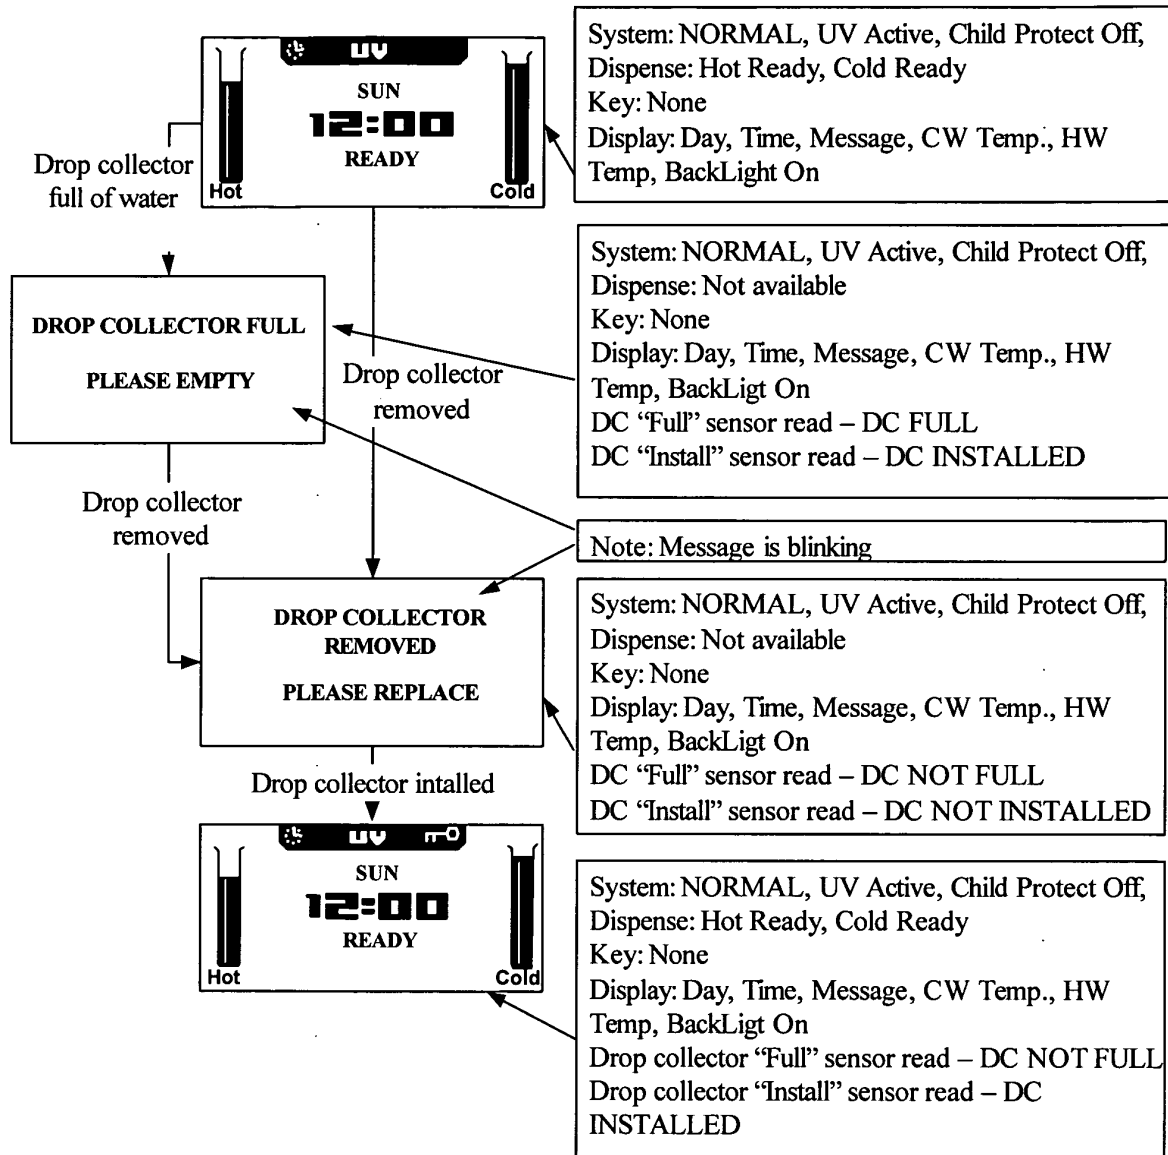 System: NORMAL, UV Active, Child Protect Off,
Dispense: Hot Ready, Cold Ready
Key: None
Display: Day, Time, Message, CW Temp., HW
Temp, BackLight On
UV
SUN
12:00
READY
Hot
Cold
Drop collector
full of water
System: NORMAL, UV Active, Child Protect Off,
Dispense: Not available
Key: None
Display: Day, Time, Message, CW Temp., HW
Temp, BackLigt On
DC “Full” sensor read – DC FULL
DC “Install” sensor read – DC INSTALLED
DROP COLLECTOR FULL
PLEASE EMPTY
Drop collector
removed
Drop collector
removed
Note: Message is blinking
DROP COLLECTOR
REMOVED
PLEASE REPLACE
System: NORMAL, UV Active, Child Protect Off,
Dispense: Not available
Key: None
Display: Day, Time, Message, CW Temp., HW
Temp, BackLigt On
DC “Full” sensor read – DC NOT FULL
DC “Install” sensor read – DC NOT INSTALLED
Drop collector intalled
UV
SUN
12:00
READY
Hot
Cold
System: NORMAL, UV Active, Child Protect Off,
Dispense: Hot Ready, Cold Ready
Key: None
Display: Day, Time, Message, CW Temp., HW
Temp, BackLigt On
Drop collector “Full” sensor read – DC NOT FULL
Drop collector “Install” sensor read – DC
INSTALLED